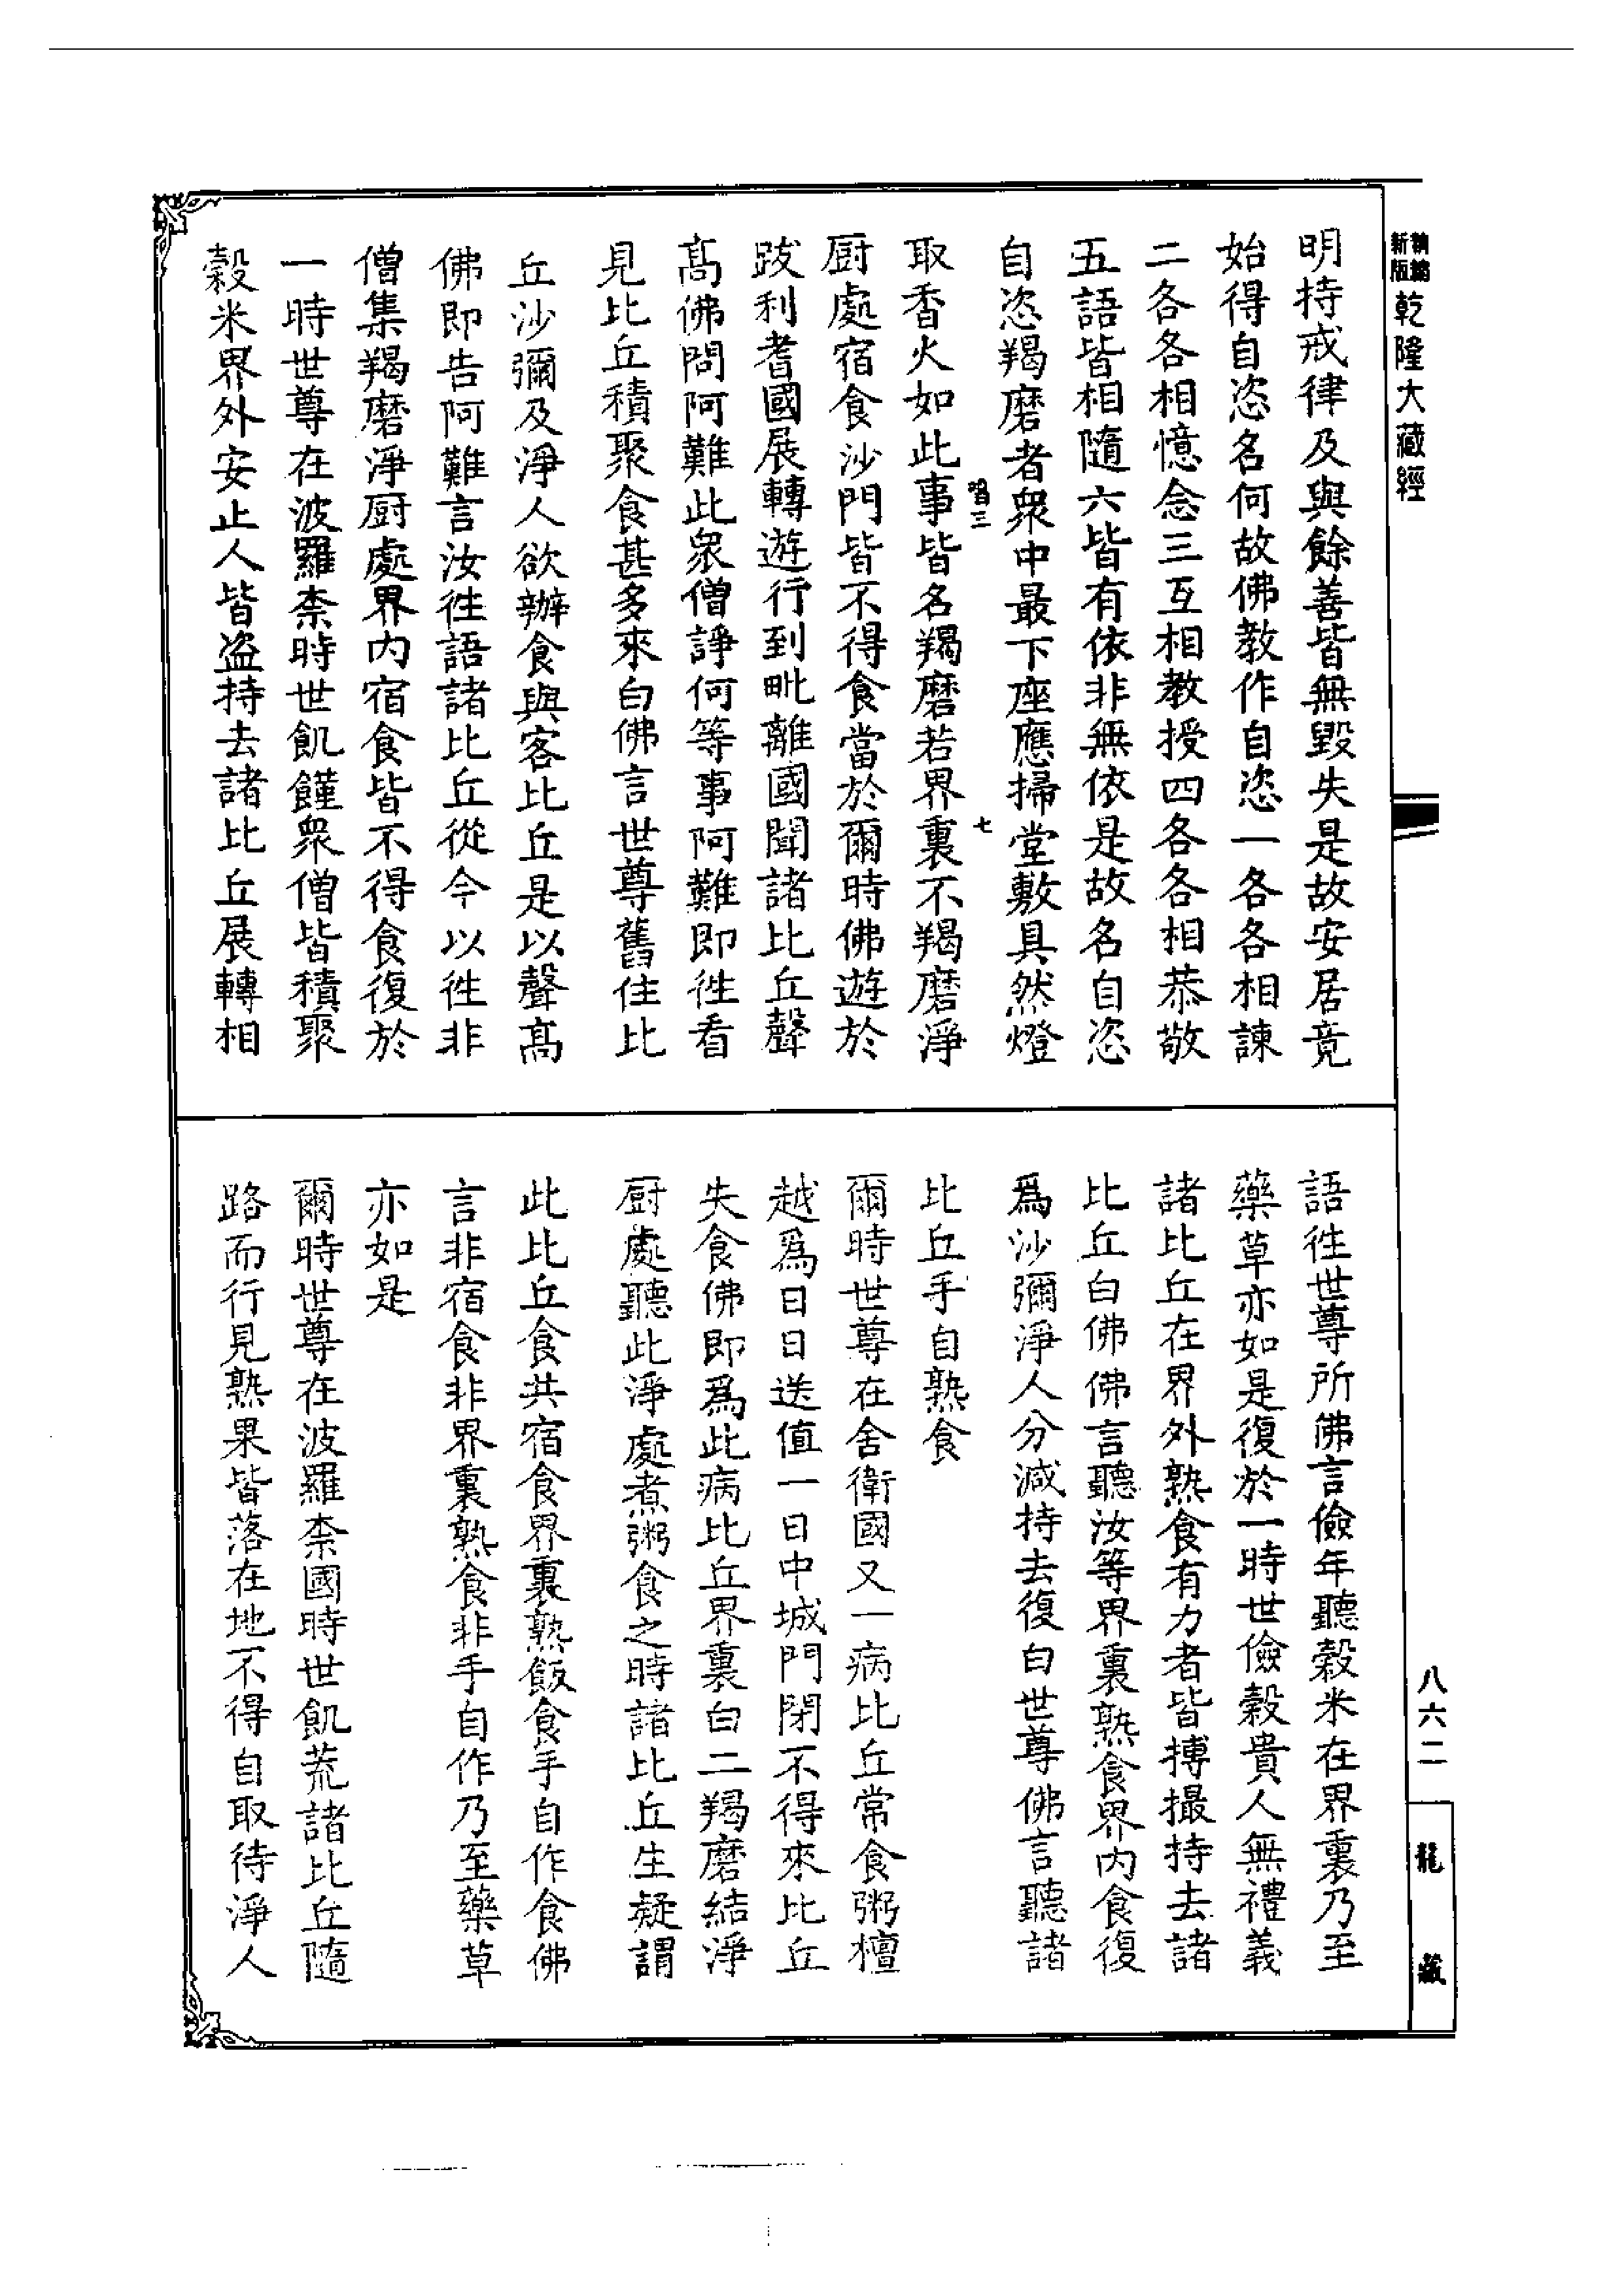 新編縮版
乾隆大藏經
明持戒律及與餘善皆無毀失是故安居竟
始得自恣名何故佛教作自恣一各各相諫
二各各相憶念三互相教授四各各相恭敬
五語皆相隨六皆有依非無依是故名自恣
自恣羯磨者衆中最下座應掃堂敷具然燈
三 七
取香火如此事皆名羯磨若界裏不羯磨淨
厨處宿食沙門皆不得食當於爾時佛遊於
跋利耆國展轉遊行到毗離國聞諸比丘聲
高佛問阿難此衆僧諍何等事阿難即徃看
見比丘積聚食甚多來白佛言世尊舊住比
丘沙彌及淨人欲辦食與客比丘是以聲高
佛即告阿難言汝徃語諸比丘從今以徃非
僧集羯磨淨厨處界內宿食皆不得食復於
一時世尊在波羅柰時世飢饉衆僧皆積聚
穀米界外安止人皆盜持去諸比丘展轉相
語徃世尊所佛言儉年聽穀米在界裏乃至
藥草亦如是復於一時世儉穀貴人無禮義
諸比丘在界外熟食有力者皆搏撮持去諸
比丘白佛佛言聽汝等界裏熟食界內食復
爲沙彌淨人分減持去復白世尊佛言聽諸
比丘手自熟食
爾時世尊在舍衛國又一病比丘常食粥檀
越爲日日送值一日中城門閉不得來比丘
失食佛即爲此病比丘界裏白二羯磨結淨
厨處聽此淨處煮粥食之時諸比丘生疑謂
此比丘食共宿食界裏熟飯食手自作食佛
言非宿食非界裏熟食非手自作乃至藥草
亦如是
爾時世尊在波羅柰國時世飢荒諸比丘隨
路而行見熟果皆落在地不得自取待淨人
八六二
龍藏